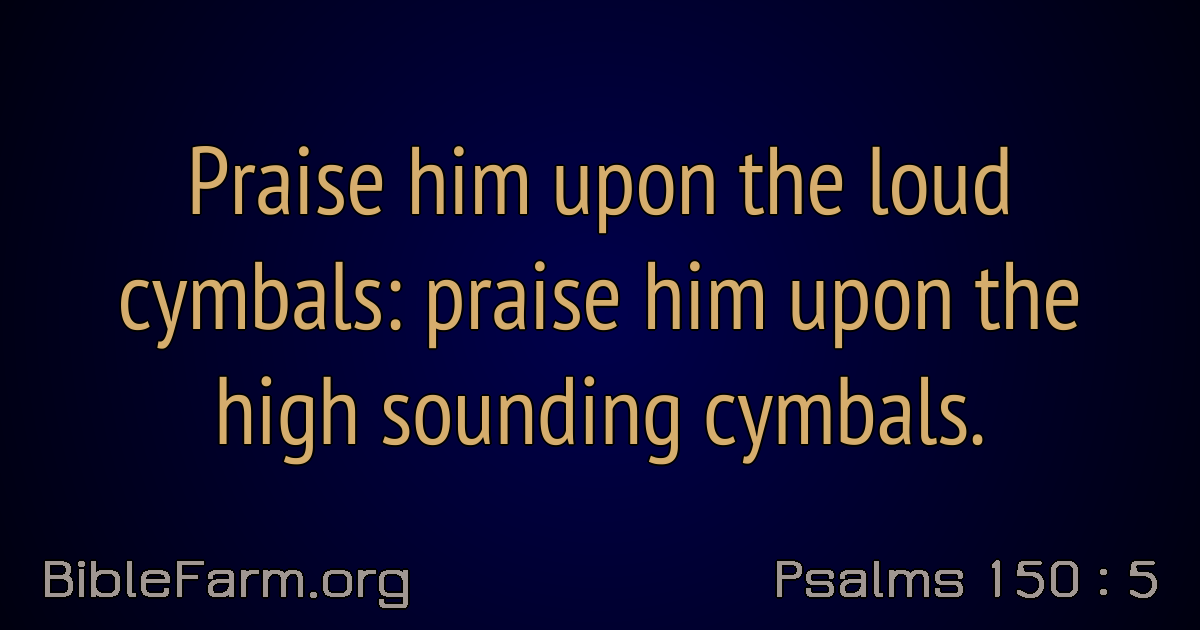 Praise him upon the loud
cymbals: praise him upon the
high sounding cymbals.
BibleFarm.org
Psalms 150 : 5